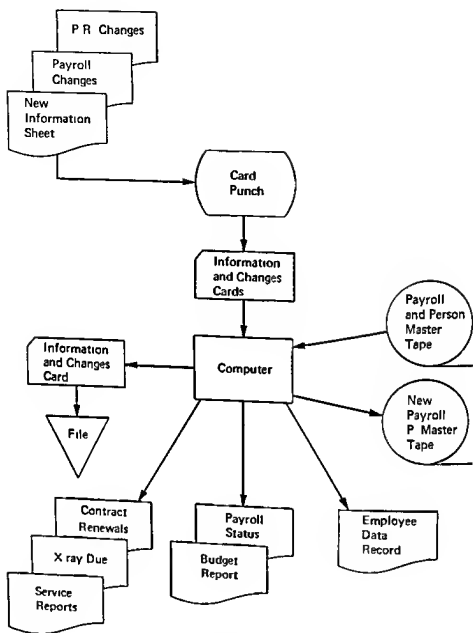 P R Changes
Payroll
Changes
New
Information
Sheet
Card
Punch
Information
and Changes
Cards
Payroll
and Person
Master
Tape
Information
and Changes
Card
Computer
New
Payroll
P Master
Tape
File
Contract
Renewals
X ray Due
Service
Reports
Payroll
Status
Budget
Report
Employee
Data
Record